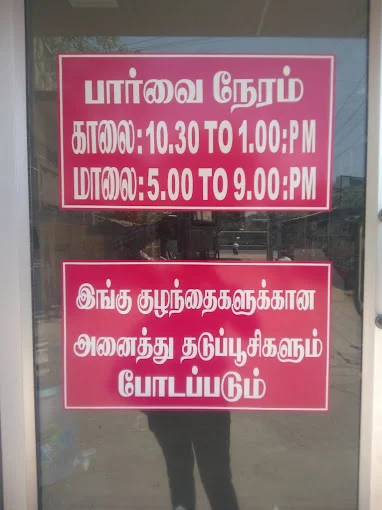 பார்வை நேரம்
காலை:10.30 TO 1.00:PM
மாலை:5.00 TO 9.00:PM
இங்கு குழந்தைகளுக்கான
அனைத்து தடுப்பூசிகளும்
போடப்படும்